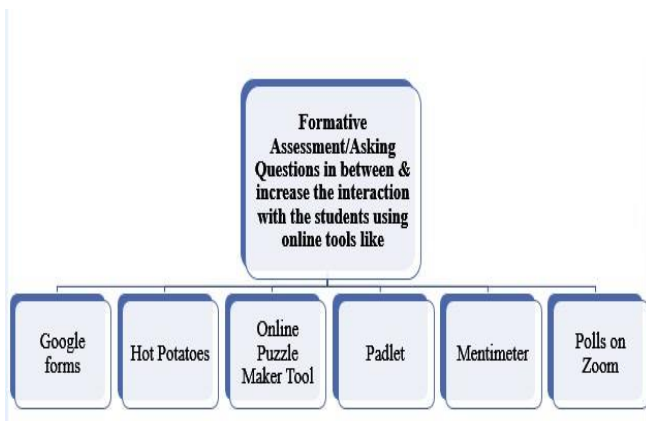 Formative
Assessment/Asking
Questions in between &
increase the interaction
with the students using
online tools like
Google
forms
Hot Potatoes
Online
Puzzle
Maker Tool
Padlet
Mentimeter
Polls on
Zoom